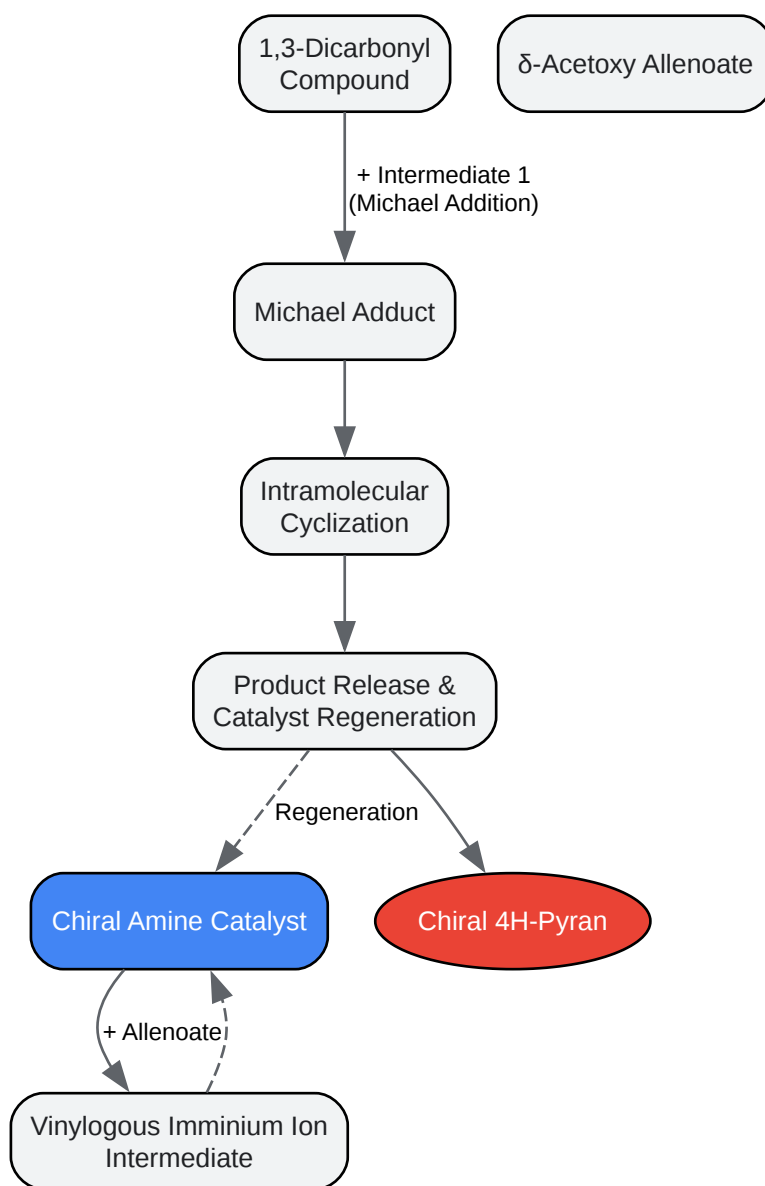 1,3-Dicarbonyl
Compound
δ-Acetoxy Allenoate
+ Intermediate 1
(Michael Addition)
Michael Adduct
Intramolecular
Cyclization
Product Release &
Catalyst Regeneration
Regeneration
Chiral Amine Catalyst
Chiral 4H-Pyran
+ Allenoate
Vinylogous Imminium Ion
Intermediate